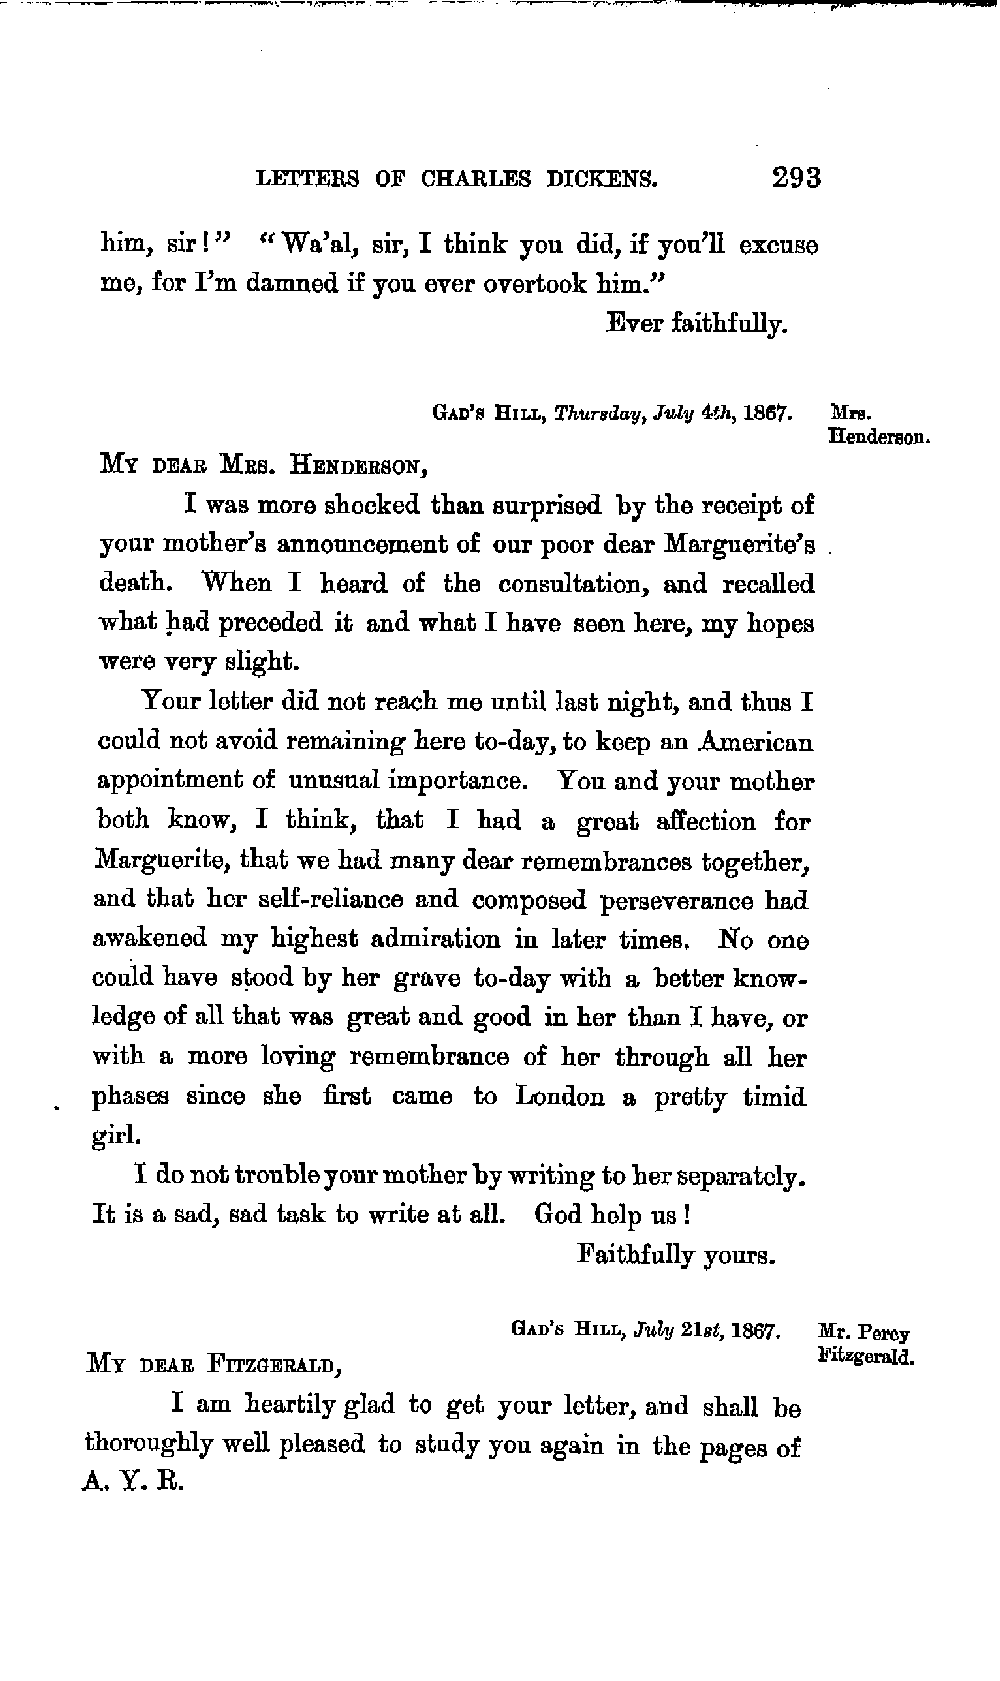 LETTERS OF CHARLES DICKENS. 293
him, sir!" "Wa'al, sir, I think you did, if you'll excuse
me, for I'm damned if you ever overtook him."
Ever faithfully.
GAD'S HILL, Thursday, July 4th, 1867.
Mrs.
Henderson.
MY DEAR MRS. HENDERSON,
I was more shocked than surprised by the receipt of
your mother's announcement of our poor dear Marguerite's
death. When I heard of the consultation, and recalled
what had preceded it and what I have seen here, my hopes
were very slight.
Your letter did not reach me until last night, and thus I
could not avoid remaining here to-day, to keep an American
appointment of unusual importance. You and your mother
both know, I think, that I had a great affection for
Marguerite, that we had many dear remembrances together,
and that her self-reliance and composed perseverance had
awakened my highest admiration in later times. No one
could have stood by her grave to-day with a better know-
ledge of all that was great and good in her than I have, or
with a more loving remembrance of her through all her
phases since she first came to London a pretty timid
girl.
I do not trouble your mother by writing to her separately.
It is a sad, sad task to write at all. God help us!
Faithfully yours.
GAD'S HILL, July 21st, 1867.
Mr. Percy
Fitzgerald.
MY DEAR FITZGERALD,
I am heartily glad to get your letter, and shall be
thoroughly well pleased to study you again in the pages of
A. Y. R.